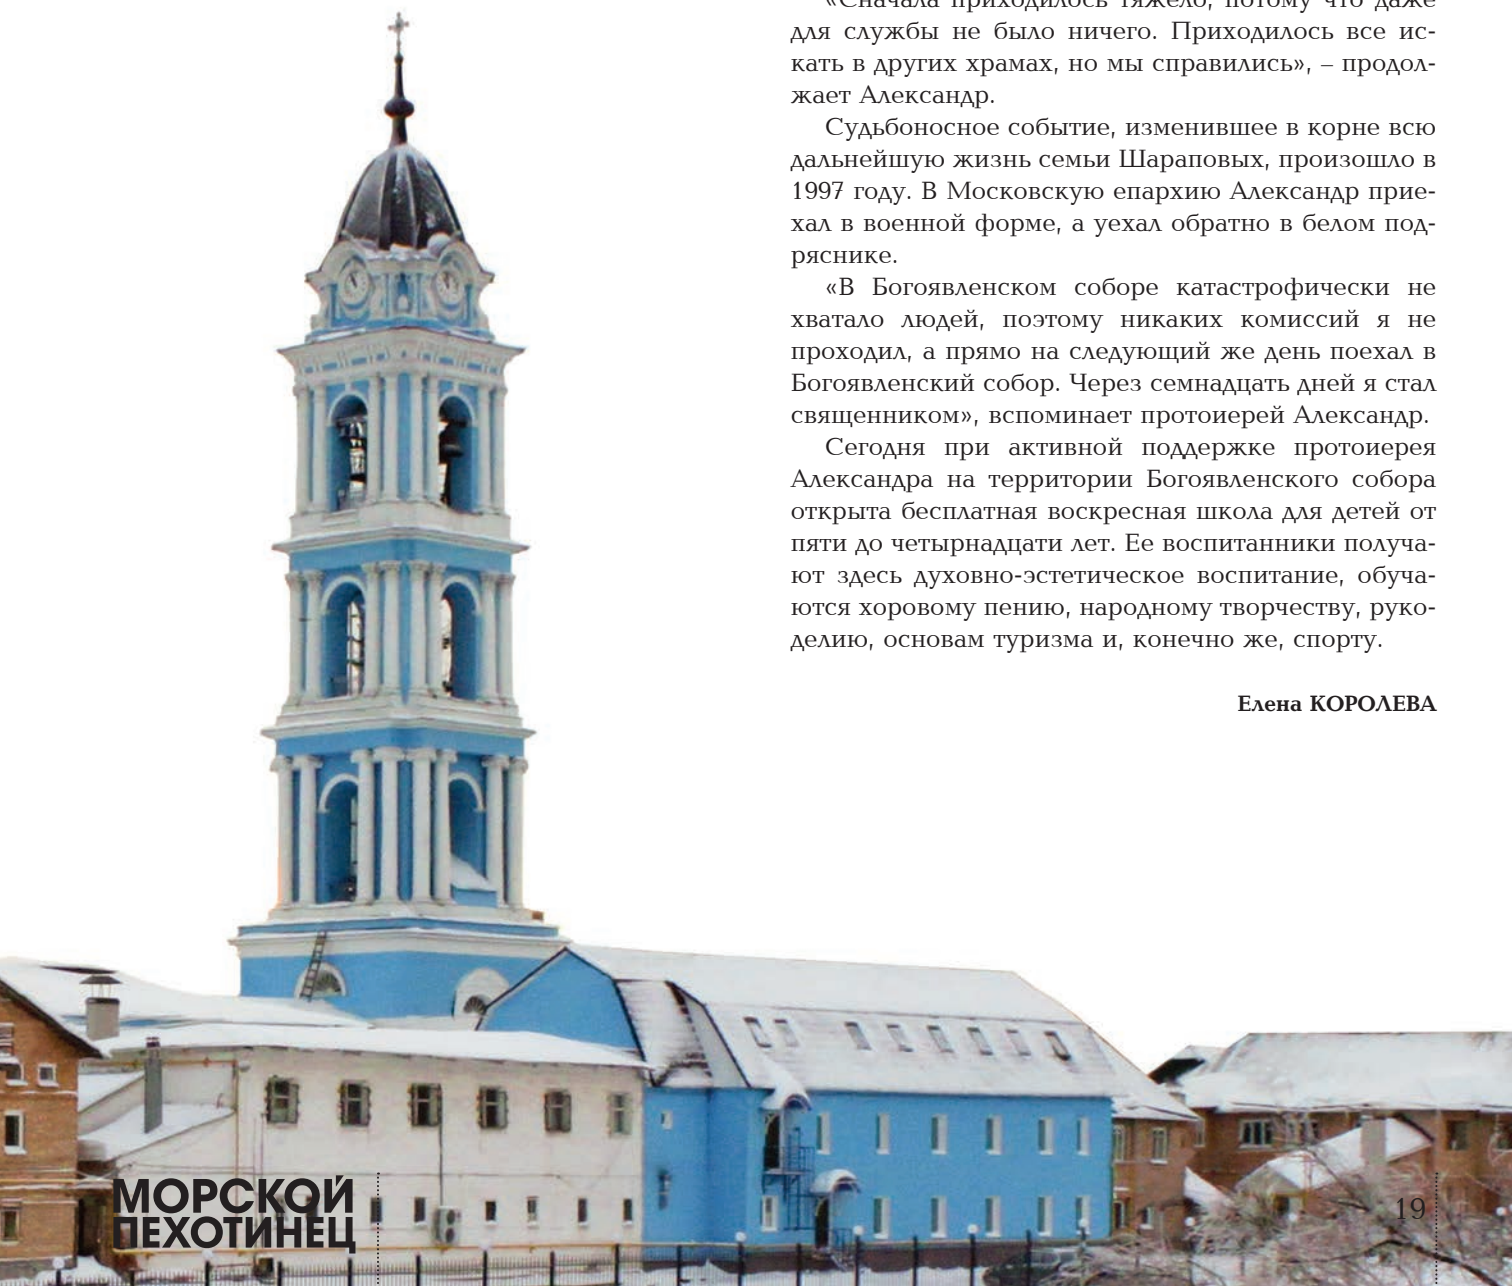 «Сначала приходилось тяжело, потому что даже
для службы не было ничего. Приходилось все ис-
кать в других храмах, но мы справились», – продол-
жает Александр.
Судьбоносное событие, изменившее в корне всю
дальнейшую жизнь семьи Шараповых, произошло в
1997 году. В Московскую епархию Александр прие-
хал в военной форме, а уехал обратно в белом под-
ряснике.
«В Богоявленском соборе катастрофически не
хватало людей, поэтому никаких комиссий я не
проходил, а прямо на следующий же день поехал в
Богоявленский собор. Через семнадцать дней я стал
священником», вспоминает протоиерей Александр.
Сегодня при активной поддержке протоиерея
Александра на территории Богоявленского собора
открыта бесплатная воскресная школа для детей от
пяти до четырнадцати лет. Ее воспитанники получа-
ют здесь духовно-эстетическое воспитание, обуча-
ются хоровому пению, народному творчеству, руко-
делию, основам туризма и, конечно же, спорту.
Елена КОРОЛЕВА
МОРСКОЙ
ПЕХОТИНЕЦ
19